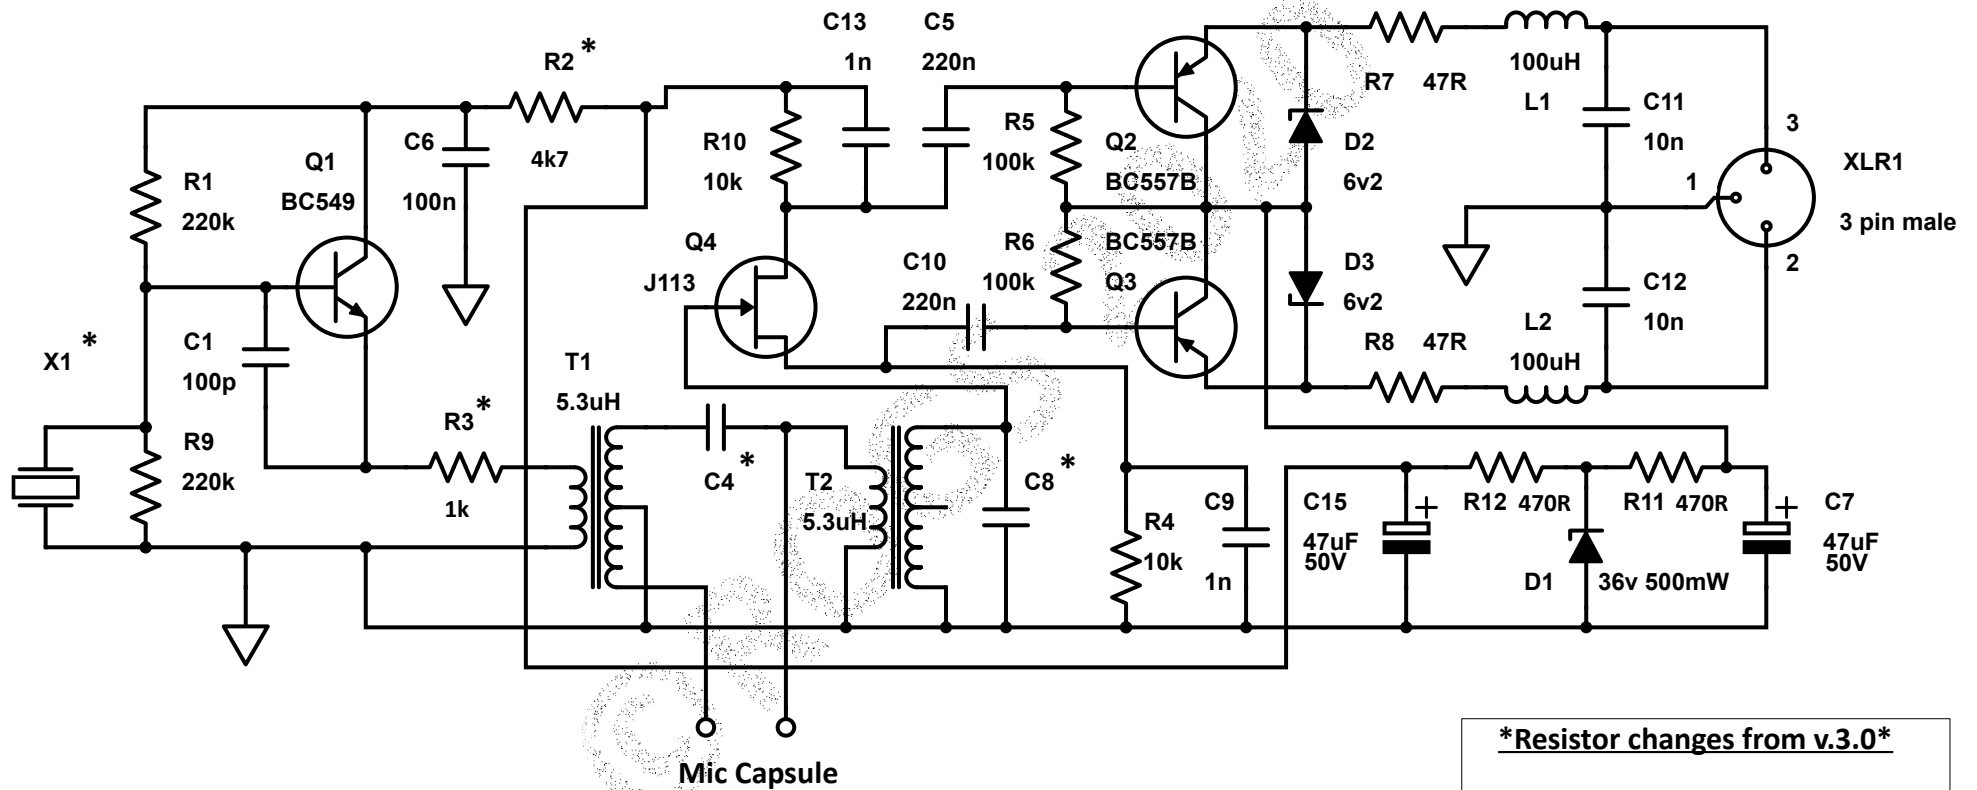 C13
1n
C5
220n
R2 *
4k7
R7 47R
100uH
L1
C11
10n
3
XLR1
3 pin male
1
2
R1
220k
Q1
BC549
C6
100n
R10
10k
R5
100k
Q2
BC557B
D2
6v2
Q4
J113
R6
100k
BC557B
Q3
C10
220n
D3
6v2
C12
10n
L2
100uH
R8 47R
X1 *
C1
100p
T1
5.3uH
R3 *
1k
R9
220k
C4 *
T2
5.3uH
C8 *
R4
10k
C9
1n
C15
+
47uF
50V
R12 470R
R11 470R
D1
36v 500mW
C7
+
47uF
50V
Mic Capsule
*Resistor changes from v.3.0*